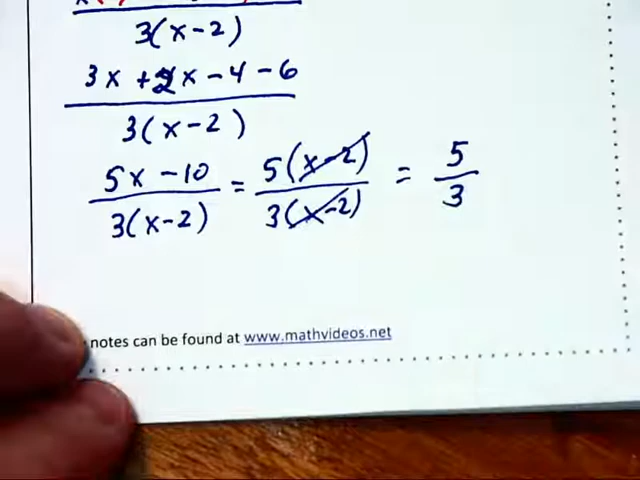 3(x-2)
3x + 2x - 4 - 6
3(x-2)
5x - 10 = 5(x-2) = 5
3(x-2) 3(x-2) 3
notes can be found at www.mathvideos.net